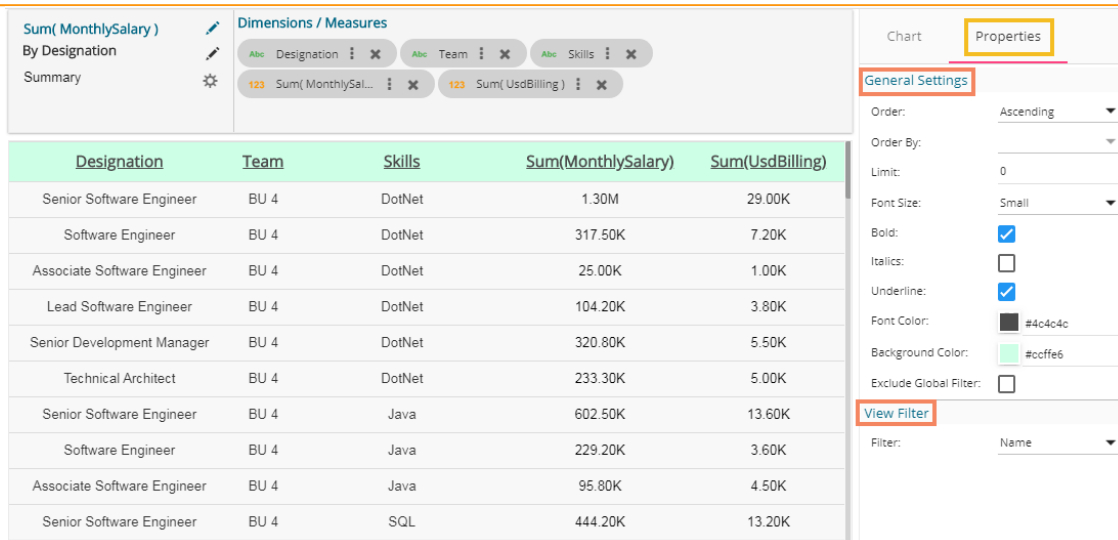 Sum( MonthlySalary )
By Designation
Summary
Dimensions / Measures
Abc Designation Abc Team Abc Skills
123 Sum( MonthlySal... 123 Sum( UsdBilling )
Designation Team Skills Sum(MonthlySalary) Sum(UsdBilling)
Senior Software Engineer BU 4 DotNet 1.30M 29.00K
Software Engineer BU 4 DotNet 317.50K 7.20K
Associate Software Engineer BU 4 DotNet 25.00K 1.00K
Lead Software Engineer BU 4 DotNet 104.20K 3.80K
Senior Development Manager BU 4 DotNet 320.80K 5.50K
Technical Architect BU 4 DotNet 233.30K 5.00K
Senior Software Engineer BU 4 Java 602.50K 13.60K
Software Engineer BU 4 Java 229.20K 3.60K
Associate Software Engineer BU 4 Java 95.80K 4.50K
Senior Software Engineer BU 4 SQL 444.20K 13.20K
Chart Properties
General Settings
Order: Ascending
Order By:
Limit: 0
Font Size: Small
Bold:
Italics:
Underline:
Font Color: #4c4c4c
Background Color: #ccffe6
Exclude Global Filter:
View Filter
Filter: Name